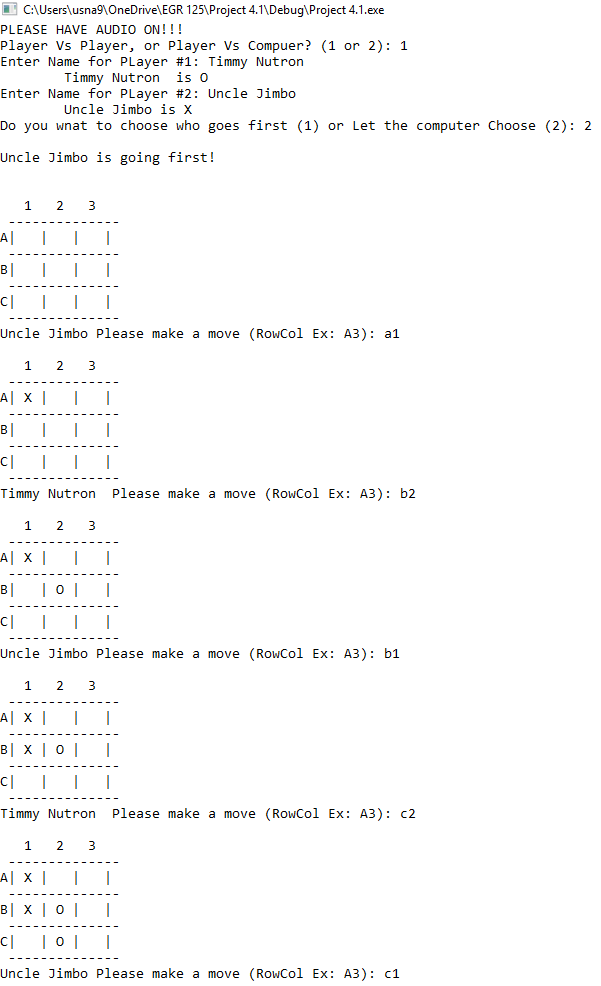 C:\Users\usna9\OneDrive\EGR 125\Project 4.1\Debug\Project 4.1.exe
PLEASE HAVE AUDIO ON!!!
Player Vs Player, or Player Vs Compuer? (1 or 2): 1
Enter Name for PLayer #1: Timmy Nutron
        Timmy Nutron  is O
Enter Name for PLayer #2: Uncle Jimbo
        Uncle Jimbo is X
Do you wnat to choose who goes first (1) or Let the computer Choose (2): 2
Uncle Jimbo is going first!
   1   2   3
 --------------
A|   |   |   |
 --------------
B|   |   |   |
 --------------
C|   |   |   |
 --------------
Uncle Jimbo Please make a move (RowCol Ex: A3): a1
   1   2   3
 --------------
A| X |   |   |
 --------------
B|   |   |   |
 --------------
C|   |   |   |
 --------------
Timmy Nutron  Please make a move (RowCol Ex: A3): b2
   1   2   3
 --------------
A| X |   |   |
 --------------
B|   | O |   |
 --------------
C|   |   |   |
 --------------
Uncle Jimbo Please make a move (RowCol Ex: A3): b1
   1   2   3
 --------------
A| X |   |   |
 --------------
B| X | O |   |
 --------------
C|   |   |   |
 --------------
Timmy Nutron  Please make a move (RowCol Ex: A3): c2
   1   2   3
 --------------
A| X |   |   |
 --------------
B| X | O |   |
 --------------
C|   | O |   |
 --------------
Uncle Jimbo Please make a move (RowCol Ex: A3): c1